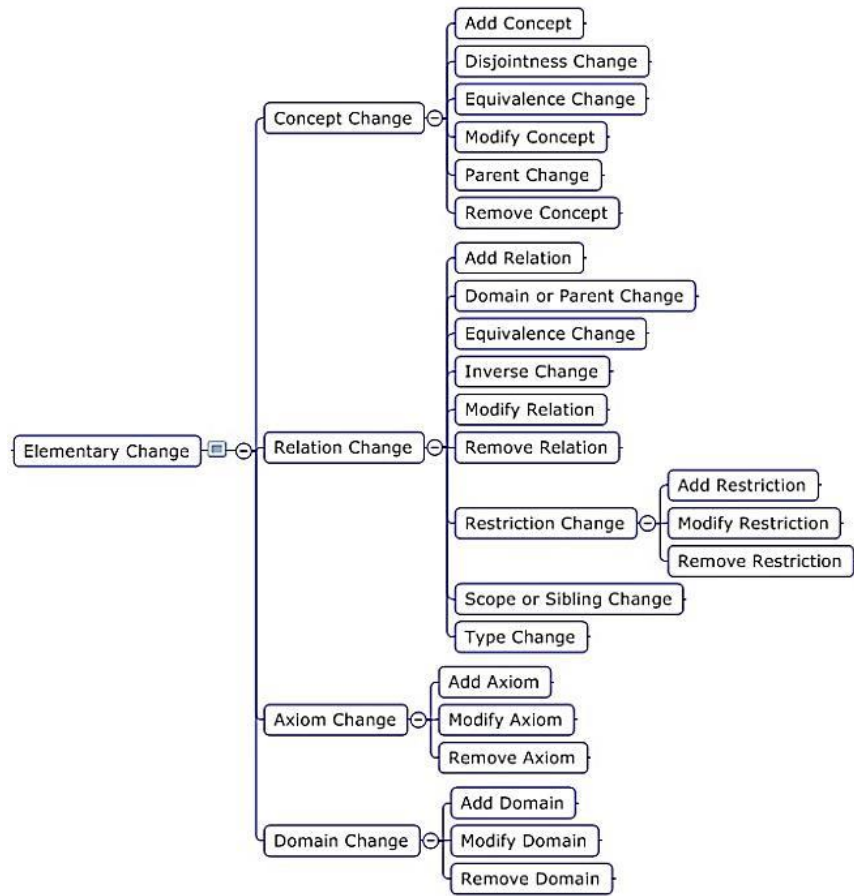 Elementary Change
Concept Change
Add Concept
Disjointness Change
Equivalence Change
Modify Concept
Parent Change
Remove Concept
Relation Change
Add Relation
Domain or Parent Change
Equivalence Change
Inverse Change
Modify Relation
Remove Relation
Restriction Change
Add Restriction
Modify Restriction
Remove Restriction
Scope or Sibling Change
Type Change
Axiom Change
Add Axiom
Modify Axiom
Remove Axiom
Domain Change
Add Domain
Modify Domain
Remove Domain